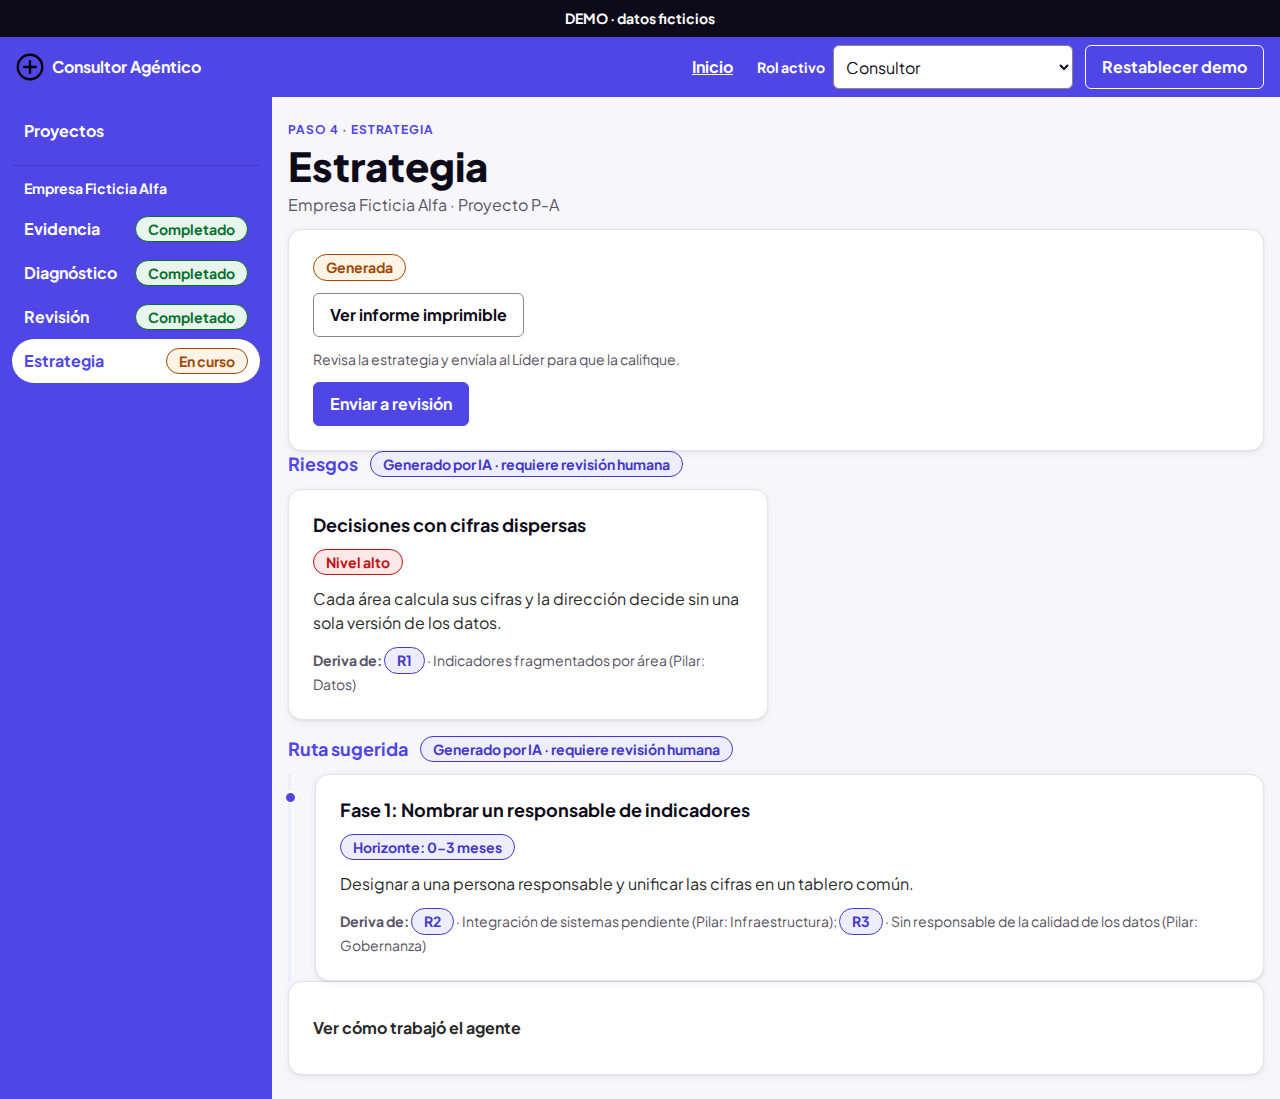 DEMO · datos ficticios
Consultor Agéntico
Inicio
Rol activo
Consultor
Restablecer demo
Proyectos
Empresa Ficticia Alfa
Evidencia
Completado
Diagnóstico
Completado
Revisión
Completado
Estrategia
En curso
PASO 4 · ESTRATEGIA
Estrategia
Empresa Ficticia Alfa · Proyecto P-A
Generada
Ver informe imprimible
Revisa la estrategia y envíala al Líder para que la califique.
Enviar a revisión
Riesgos
Generado por IA · requiere revisión humana
Decisiones con cifras dispersas
Nivel alto
Cada área calcula sus cifras y la dirección decide sin una
sola versión de los datos.
Deriva de: R1 · Indicadores fragmentados por área (Pilar:
Datos)
Ruta sugerida
Generado por IA · requiere revisión humana
Fase 1: Nombrar un responsable de indicadores
Horizonte: 0–3 meses
Designar a una persona responsable y unificar las cifras en un tablero común.
Deriva de: R2 · Integración de sistemas pendiente (Pilar: Infraestructura); R3 · Sin responsable de la calidad de los datos (Pilar:
Gobernanza)
Ver cómo trabajó el agente